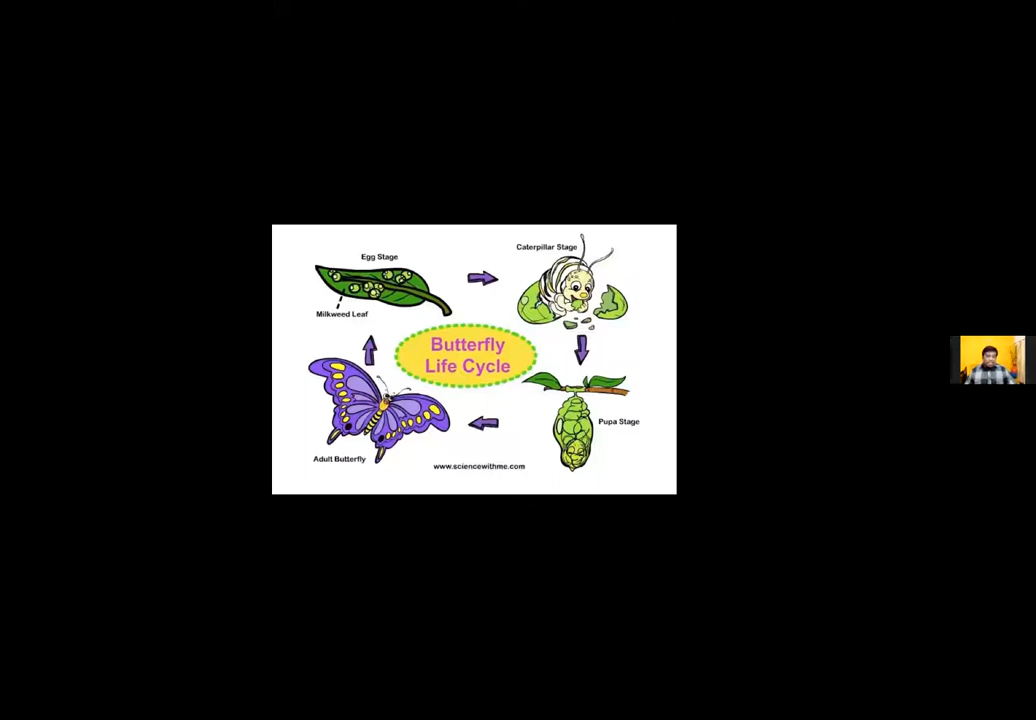 Egg Stage
Caterpillar Stage
Milkweed Leaf
Butterfly
Life Cycle
Pupa Stage
Adult Butterfly
www.sciencewithme.com